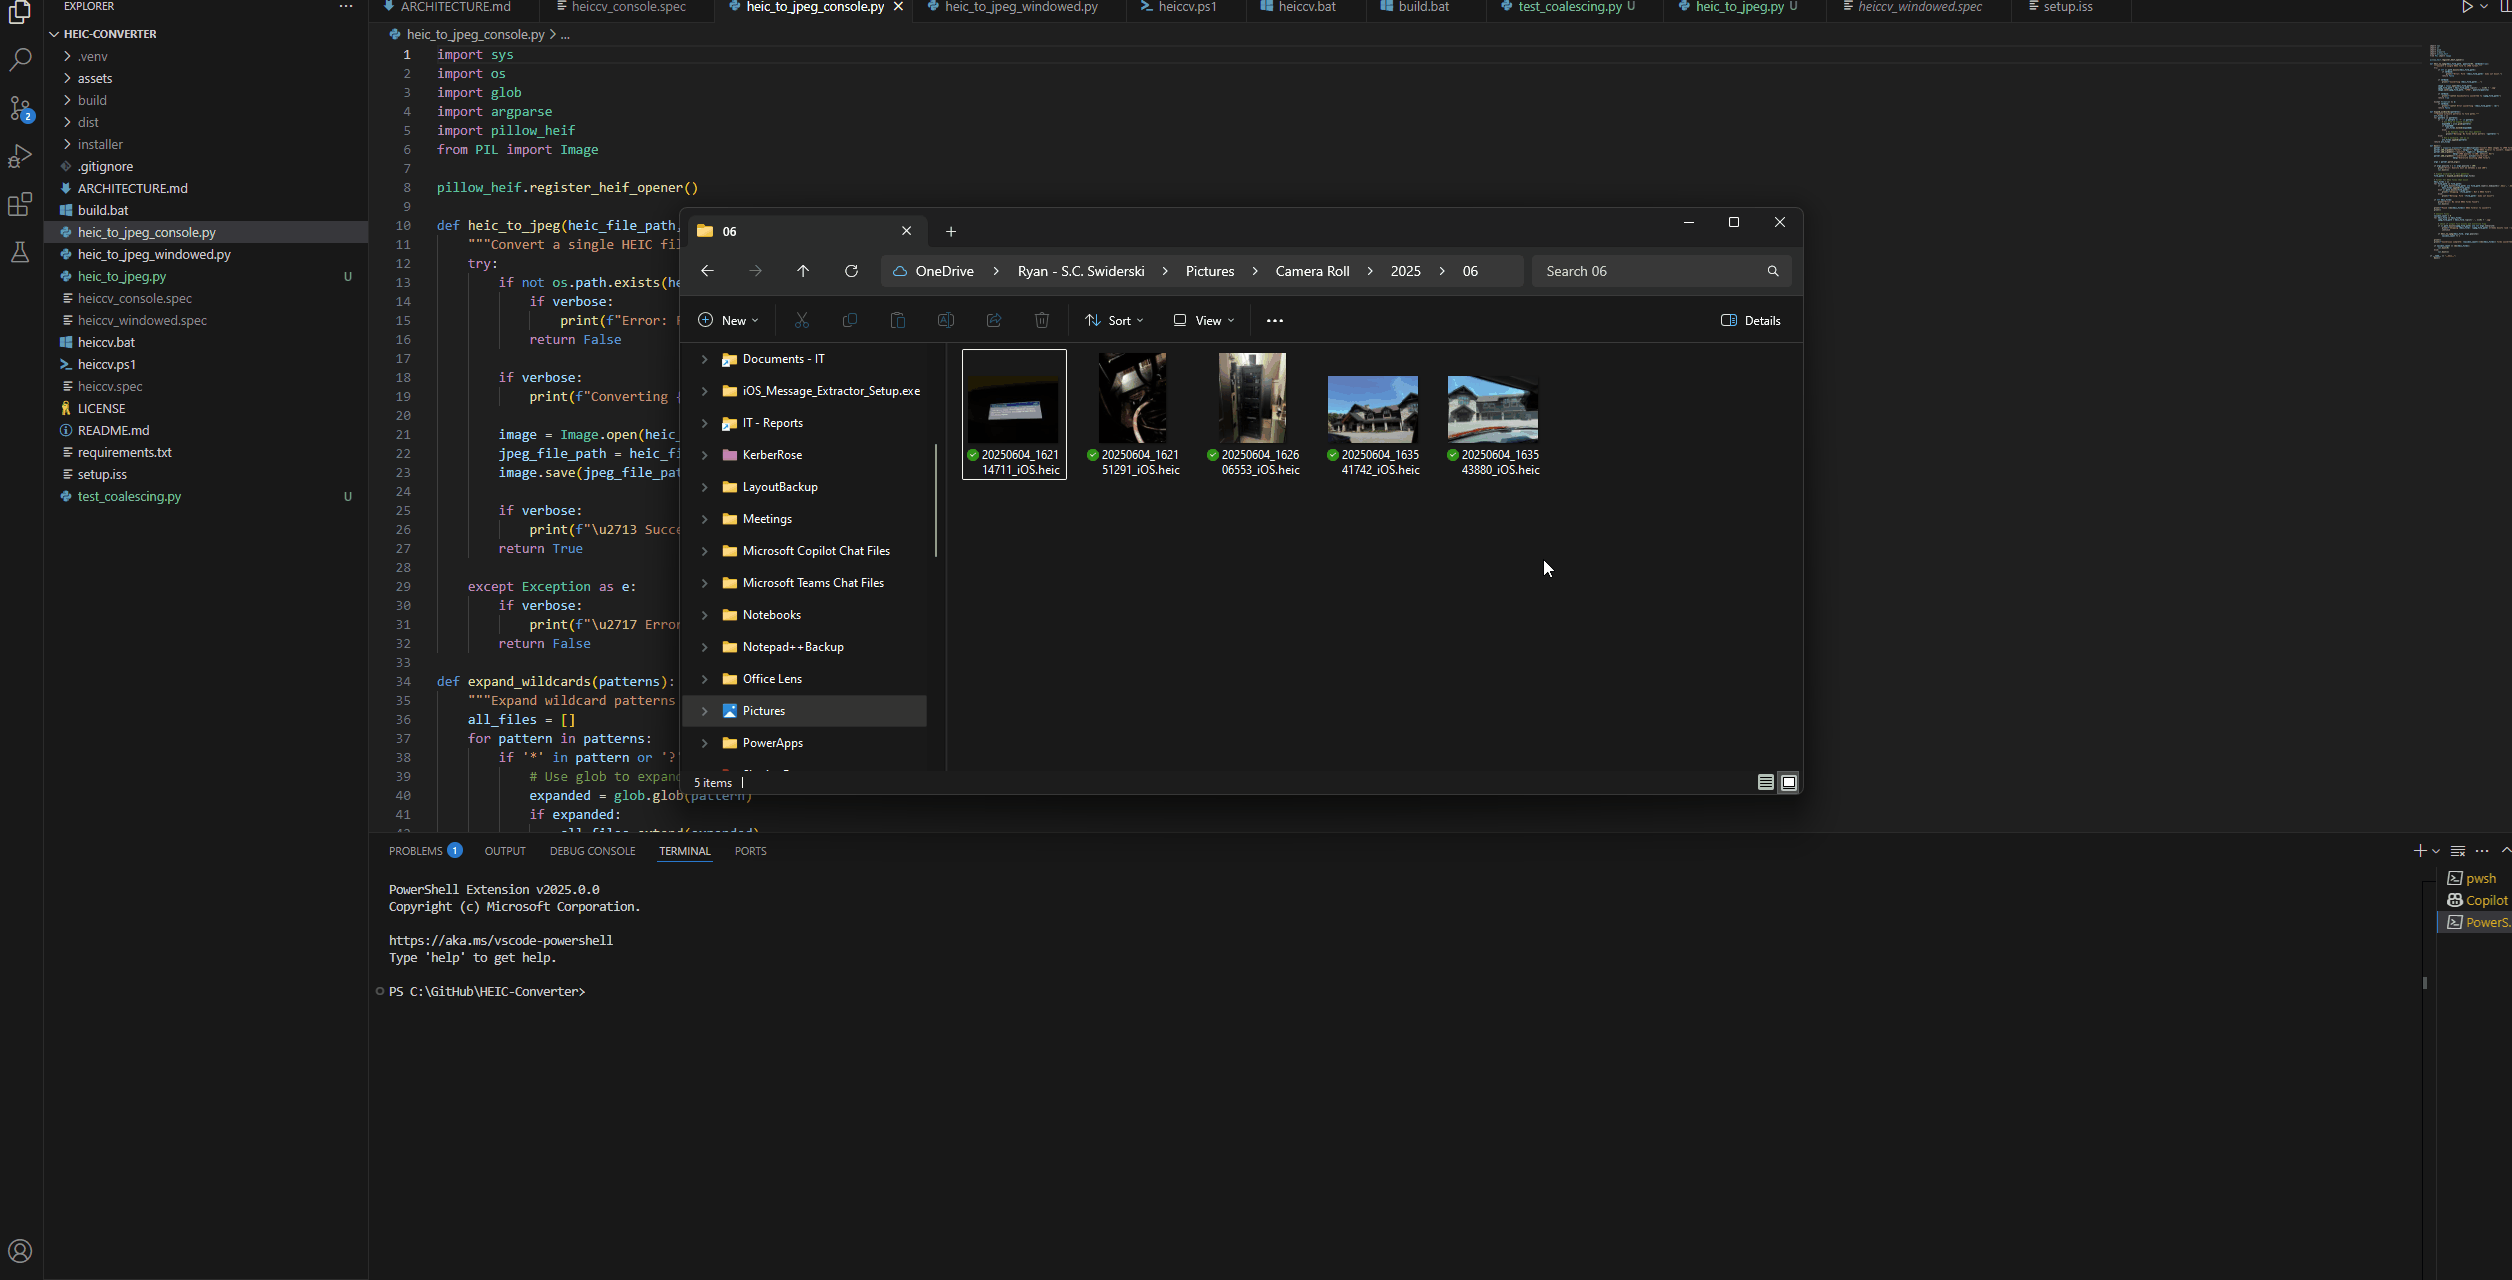 EXPLORER
HEIC-CONVERTER
.venv
assets
build
dist
installer
.gitignore
ARCHITECTURE.md
build.bat
heic_to_jpeg_console.py
heic_to_jpeg_windowed.py
heic_to_jpeg.py U
heiccv_console.spec
heiccv_windowed.spec
heiccv.bat
heiccv.ps1
heiccv.spec
LICENSE
README.md
requirements.txt
setup.iss
test_coalescing.py U
2
ARCHITECTURE.md heiccv_console.spec heic_to_jpeg_console.py heic_to_jpeg_windowed.py heiccv.ps1 heiccv.bat build.bat test_coalescing.py U heic_to_jpeg.py U heiccv_windowed.spec setup.iss
heic_to_jpeg_console.py > ...
1 import sys
2 import os
3 import glob
4 import argparse
5 import pillow_heif
6 from PIL import Image
7
8 pillow_heif.register_heif_opener()
9
10 def heic_to_jpeg(heic_file_path,
11 """Convert a single HEIC fil
12 try:
13 if not os.path.exists(he
14 if verbose:
15 print(f"Error: F
16 return False
17
18 if verbose:
19 print(f"Converting {
20
21 image = Image.open(heic_
22 jpeg_file_path = heic_fi
23 image.save(jpeg_file_pat
24
25 if verbose:
26 print(f"\u2713 Succe
27 return True
28
29 except Exception as e:
30 if verbose:
31 print(f"\u2717 Error
32 return False
33
34 def expand_wildcards(patterns):
35 """Expand wildcard patterns
36 all_files = []
37 for pattern in patterns:
38 if '*' in pattern or '?'
39 # Use glob to expand
40 expanded = glob.glob(pattern)
41 if expanded:
06
OneDrive > Ryan - S.C. Swiderski > Pictures > Camera Roll > 2025 > 06
Search 06
New Sort View ... Details
Documents - IT
iOS_Message_Extractor_Setup.exe
IT - Reports
KerberRose
LayoutBackup
Meetings
Microsoft Copilot Chat Files
Microsoft Teams Chat Files
Notebooks
Notepad++Backup
Office Lens
Pictures
PowerApps
20250604_1621
14711_iOS.heic
20250604_1621
51291_iOS.heic
20250604_1626
06553_iOS.heic
20250604_1635
41742_iOS.heic
20250604_1635
43880_iOS.heic
5 items
PROBLEMS 1 OUTPUT DEBUG CONSOLE TERMINAL PORTS
PowerShell Extension v2025.0.0
Copyright (c) Microsoft Corporation.
https://aka.ms/vscode-powershell
Type 'help' to get help.
PS C:\GitHub\HEIC-Converter>
pwsh
Copilot
PowerS.